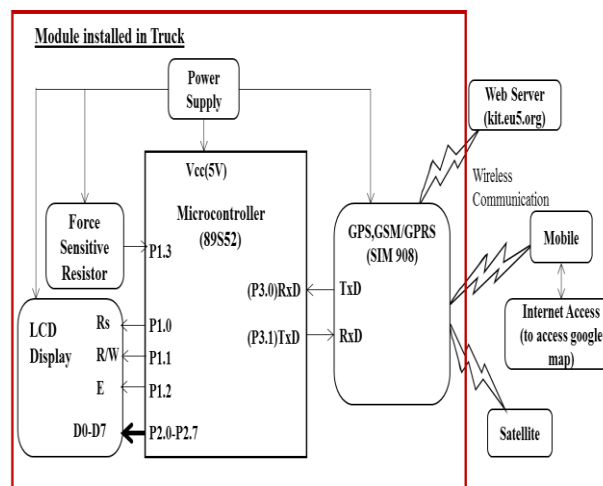 Module installed in Truck
Power
Supply
Web Server
(kit.eu5.org)
Wireless
Communication
Vcc(5V)
Microcontroller
(89S52)
Force
Sensitive
Resistor
P1.3
GPS,GSM/GPRS
(SIM 908)
Mobile
(P3.0)RxD
TxD
LCD
Display
Rs
P1.0
R/W
P1.1
E
P1.2
(P3.1)TxD
RxD
Internet Access
(to access google
map)
D0-D7
P2.0-P2.7
Satellite